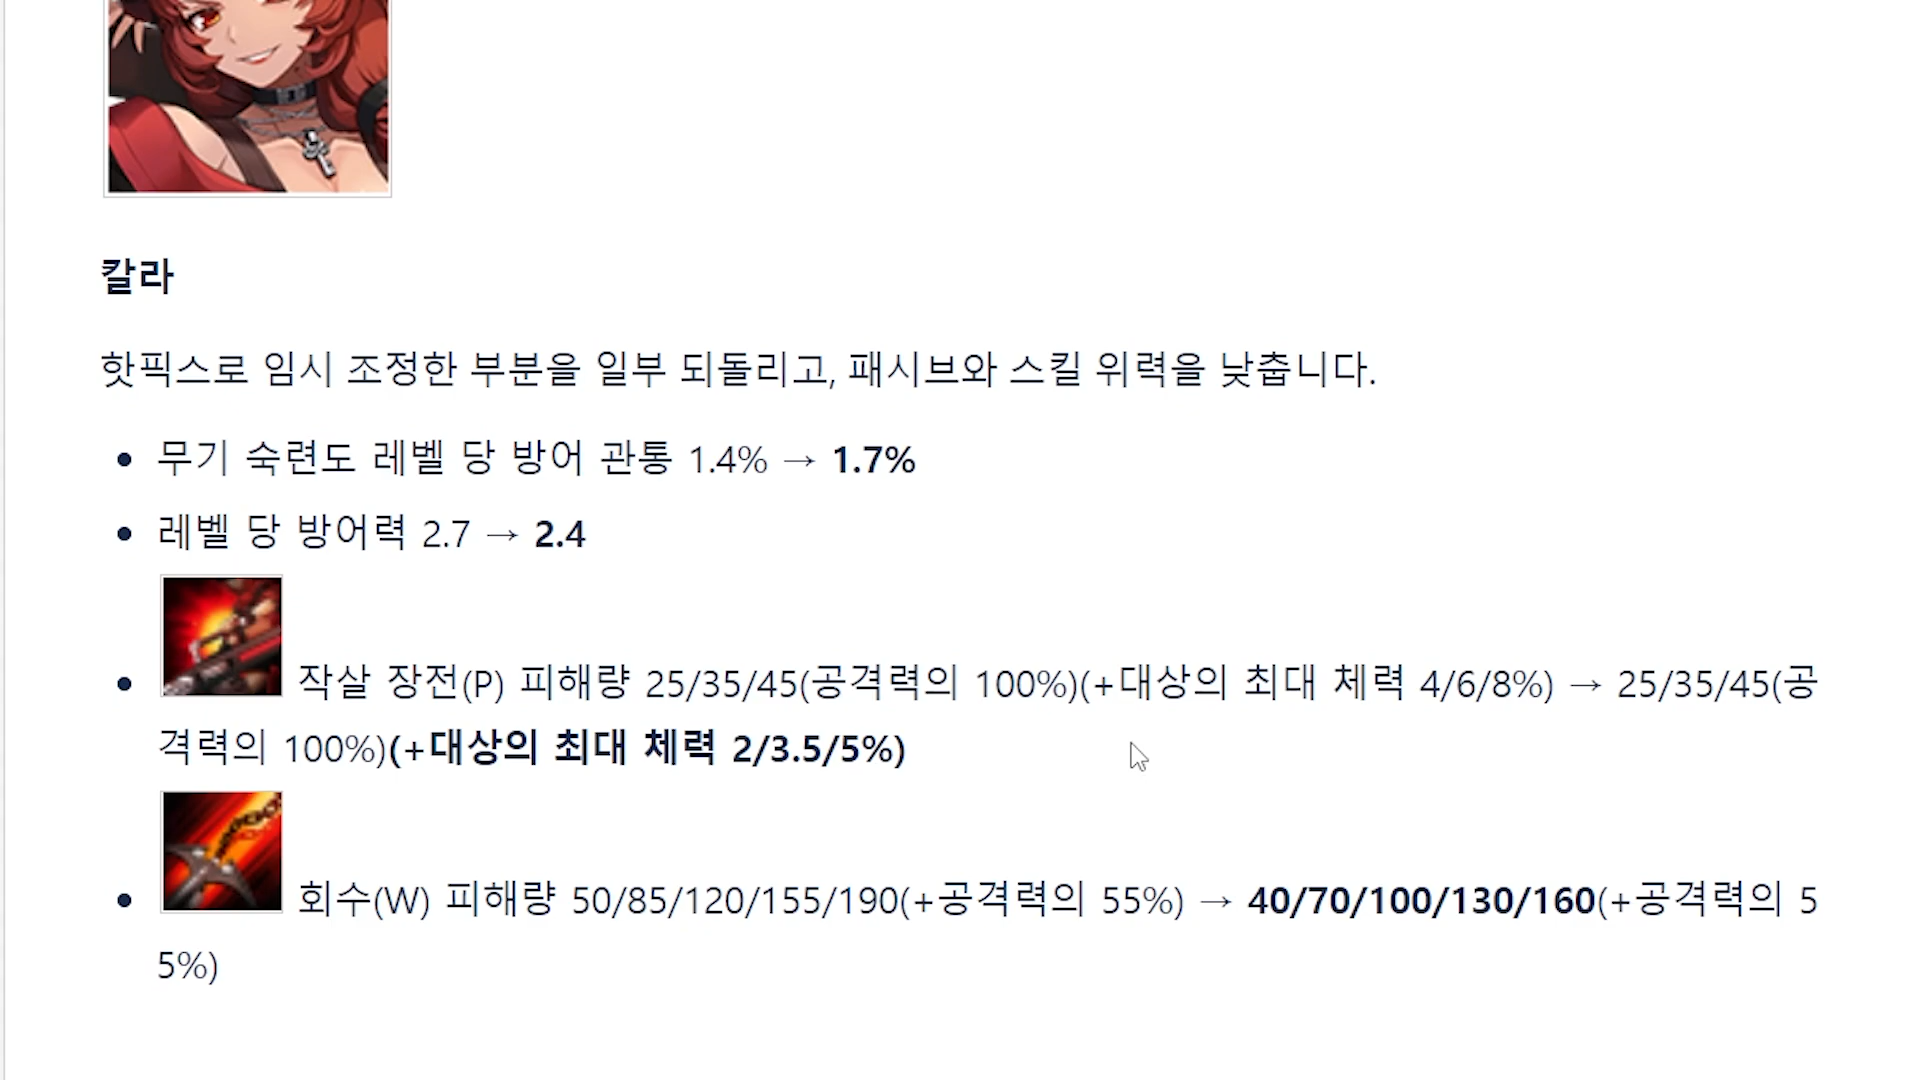 칼라
핫픽스로 임시 조정한 부분을 일부 되돌리고, 패시브와 스킬 위력을 낮춥니다.
• 무기 숙련도 레벨 당 방어 관통 1.4% → 1.7%
• 레벨 당 방어력 2.7 → 2.4
• 작살 장전(P) 피해량 25/35/45(공격력의 100%)(+대상의 최대 체력 4/6/8%) → 25/35/45(공
격력의 100%)(+대상의 최대 체력 2/3.5/5%)
• 회수(W) 피해량 50/85/120/155/190(+공격력의 55%) → 40/70/100/130/160(+공격력의 5
5%)